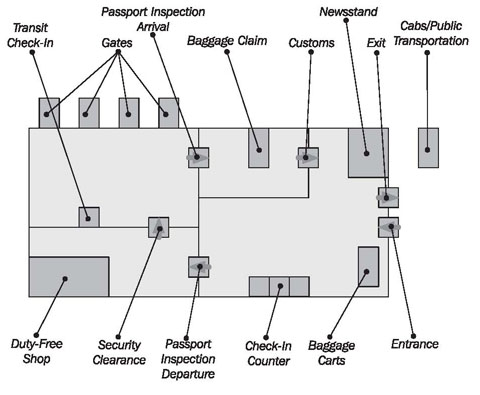 Passport Inspection
Arrival
Newsstand
Transit
Check-In
Gates
Baggage Claim
Customs
Exit
Cabs/Public
Transportation
Duty-Free
Shop
Security
Clearance
Passport
Inspection
Departure
Check-In
Counter
Baggage
Carts
Entrance